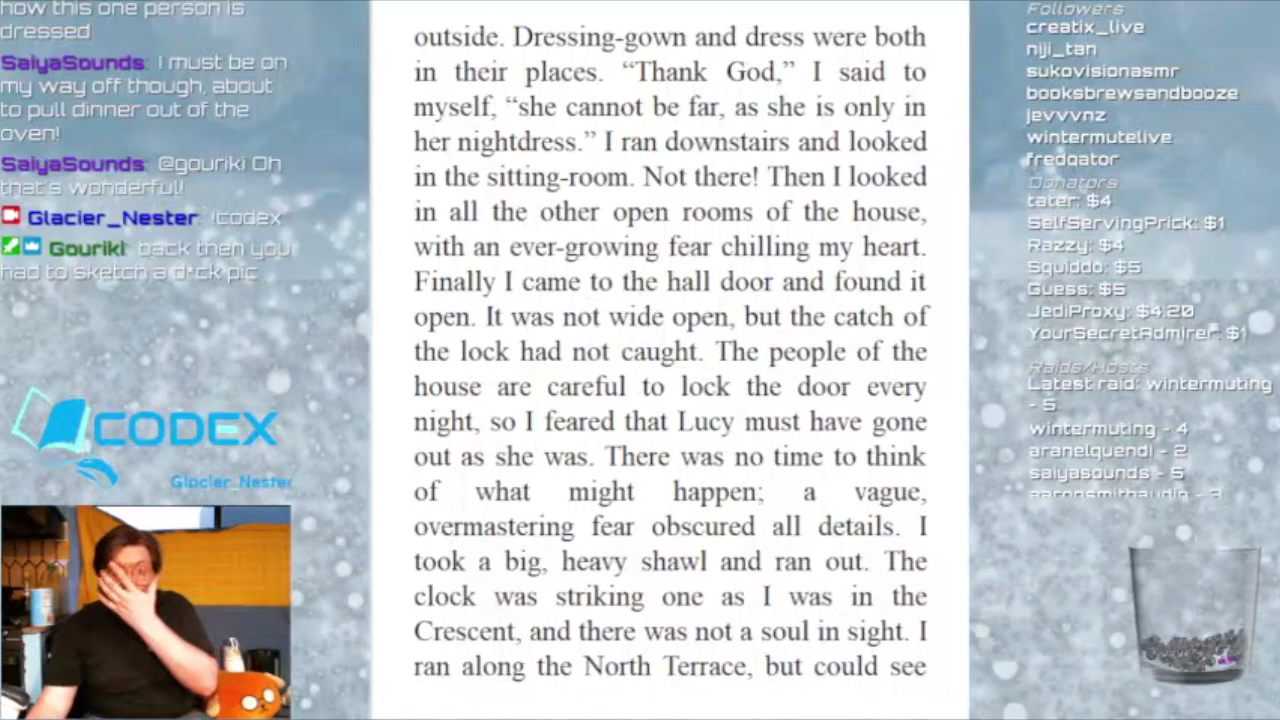 how this one person is
dressed
SaiyaSounds: I must be on
my way off though, about
to pull dinner out of the
oven!
SaiyaSounds: @gouriki Oh
that's wonderful!
Glacier_Nester: !codex
Gouriki: back then you
had to sketch a d*ck pic
CODEX
Glacier_Nester
outside. Dressing-gown and dress were both
in their places. “Thank God,” I said to
myself, “she cannot be far, as she is only in
her nightdress.” I ran downstairs and looked
in the sitting-room. Not there! Then I looked
in all the other open rooms of the house,
with an ever-growing fear chilling my heart.
Finally I came to the hall door and found it
open. It was not wide open, but the catch of
the lock had not caught. The people of the
house are careful to lock the door every
night, so I feared that Lucy must have gone
out as she was. There was no time to think
of what might happen; a vague,
overmastering fear obscured all details. I
took a big, heavy shawl and ran out. The
clock was striking one as I was in the
Crescent, and there was not a soul in sight. I
ran along the North Terrace, but could see
Followers
creatix_live
niji_tan
sukovisionasmr
booksbrewsandbooze
jevvvnz
wintermutelive
fredgator
Donators
tater: $4
SelfServingPrick: $1
Razzy: $4
Squiddo: $5
Guess: $5
JediProxy: $4.20
YourSecretAdmirer: $1
Raids/Hosts
Latest raid: wintermuting
- 5
wintermuting - 4
aranelquendi - 2
saiyasounds - 5
aaronsmithaudio - 3